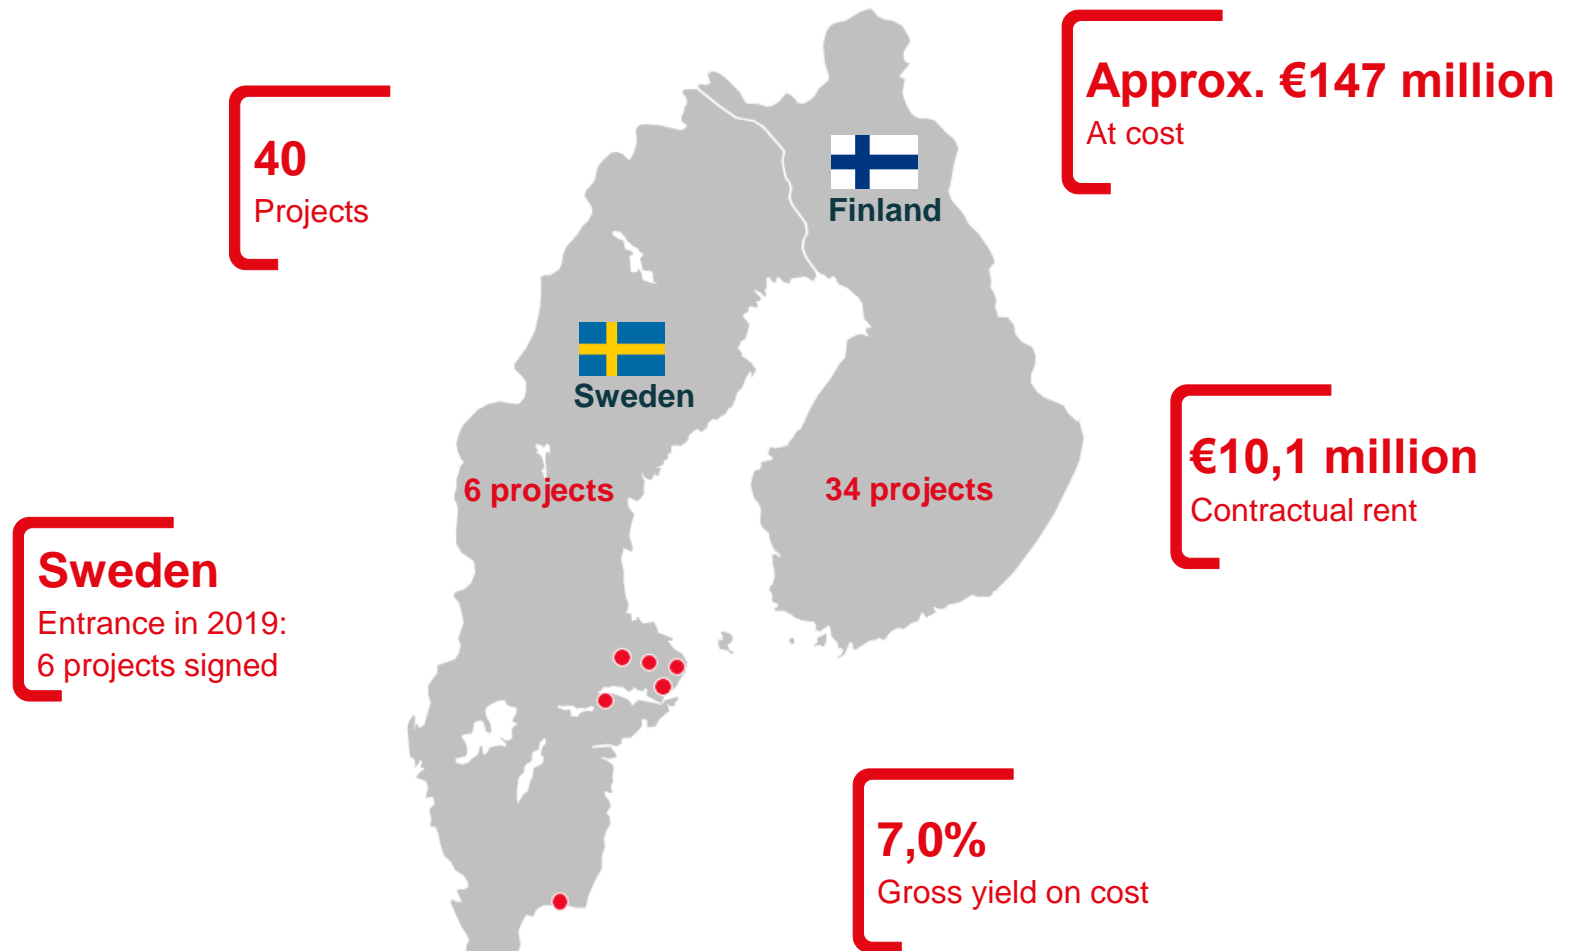 Approx. €147 million
At cost
40
Projects
Finland
Sweden
€10,1 million
Contractual rent
6 projects
34 projects
Sweden
Entrance in 2019:
6 projects signed
7,0%
Gross yield on cost